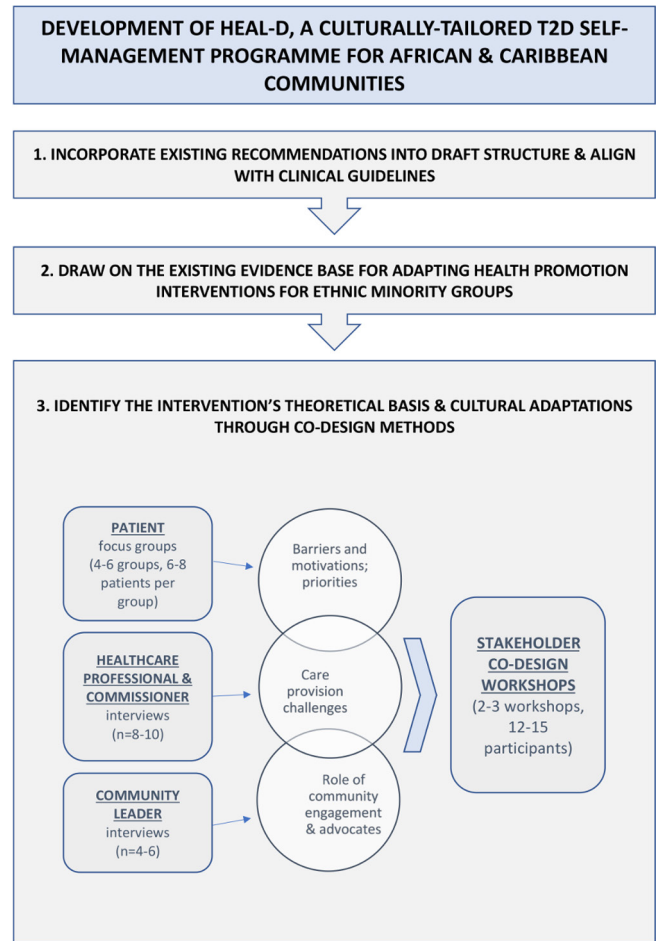 DEVELOPMENT OF HEAL-D, A CULTURALLY-TAILORED T2D SELF-
MANAGEMENT PROGRAMME FOR AFRICAN & CARIBBEAN
COMMUNITIES
1. INCORPORATE EXISTING RECOMMENDATIONS INTO DRAFT STRUCTURE & ALIGN
WITH CLINICAL GUIDELINES
2. DRAW ON THE EXISTING EVIDENCE BASE FOR ADAPTING HEALTH PROMOTION
INTERVENTIONS FOR ETHNIC MINORITY GROUPS
3. IDENTIFY THE INTERVENTION'S THEORETICAL BASIS & CULTURAL ADAPTATIONS
THROUGH CO-DESIGN METHODS
PATIENT
focus groups
(4-6 groups, 6-8
patients per
group)
Barriers and
motivations;
priorities
HEALTHCARE
PROFESSIONAL &
COMMISSIONER
interviews
(n=8-10)
Care
provision
challenges
COMMUNITY
LEADER
interviews
(n=4-6)
Role of
community
engagement
& advocates
STAKEHOLDER
CO-DESIGN
WORKSHOPS
(2-3 workshops,
12-15
participants)